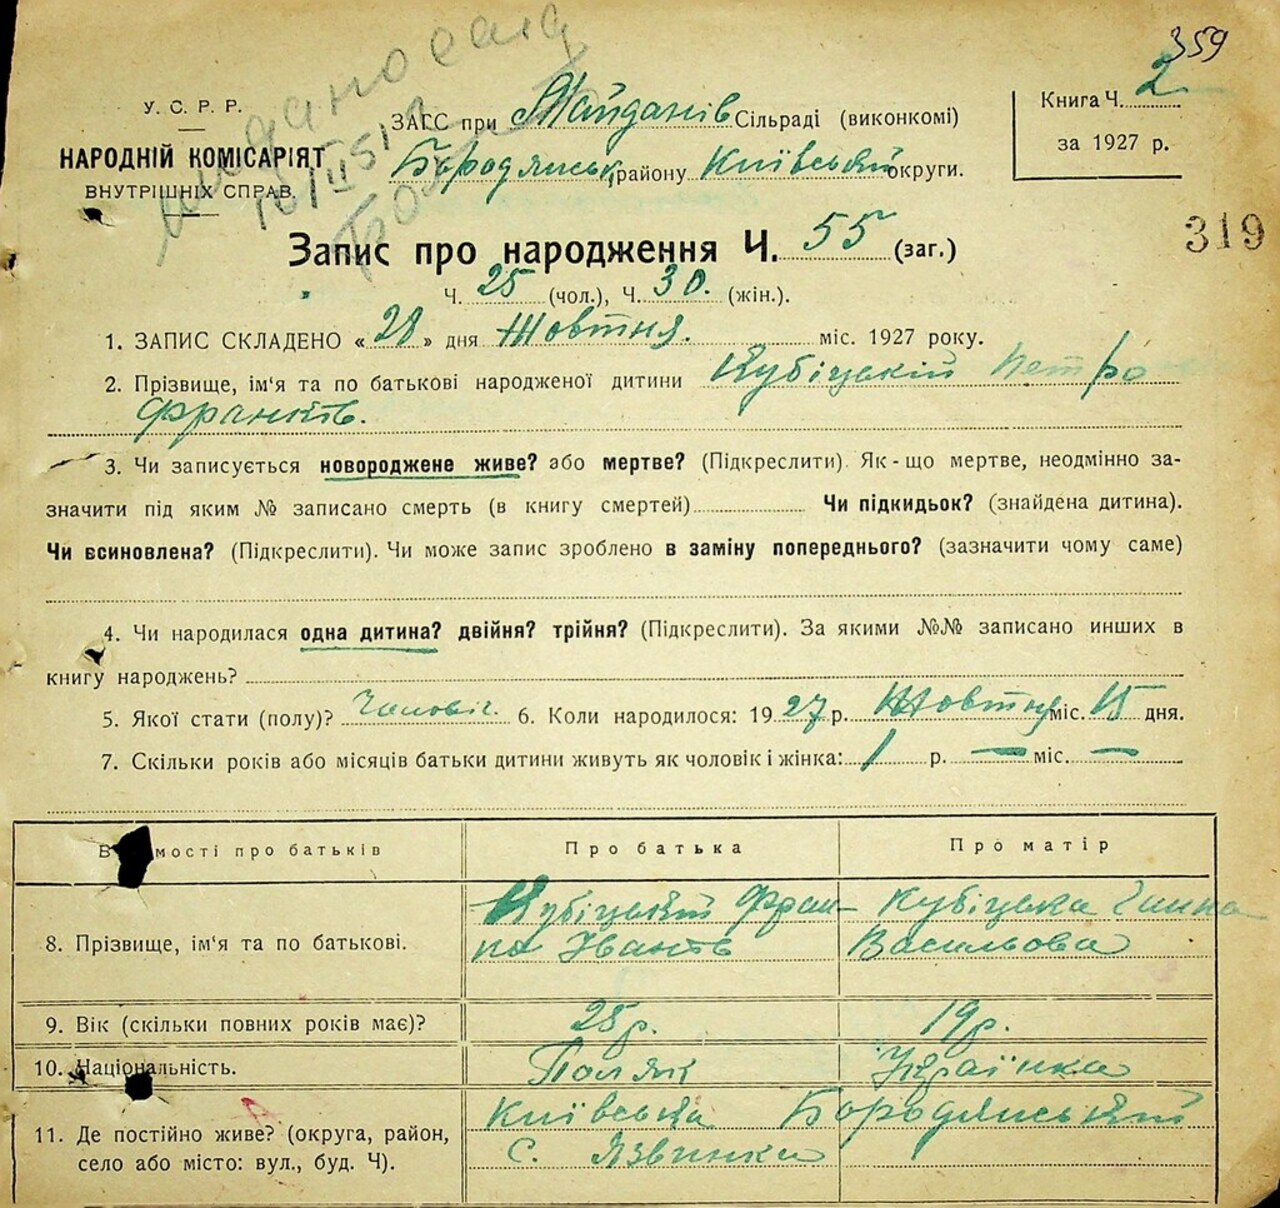 359
У. С. Р. Р.
НАРОДНІЙ КОМІСАРІЯТ
ВНУТРІШНІХ СПРАВ.
ЗАГС при Майданів Сільраді (виконкомі)
Бородянськ. району Київський округи.
Книга Ч. 2
за 1927 р.
319
Запис про народження Ч. 55 (заг.)
Ч. 25 (чол.), Ч. 30. (жін.).
1. ЗАПИС СКЛАДЕНО «28» дня Жовтня. міс. 1927 року.
2. Прізвище, ім'я та по батькові народженої дитини Кубіцькій Петро
Франків.
3. Чи записується новороджене живе? або мертве? (Підкреслити). Як-що мертве, неодмінно за-
значити під яким № записано смерть (в книгу смертей) Чи підкидьок? (знайдена дитина).
Чи всиновлена? (Підкреслити). Чи може запис зроблено в заміну попереднього? (зазначити чому саме)
4. Чи народилася одна дитина? двійня? трійня? (Підкреслити). За якими №№ записано инших в
книгу народжень?
5. Якої стати (полу)? Чоловіч. 6. Коли народилося: 1927 р. Жовтня міс. 15 дня.
7. Скільки років або місяців батьки дитини живуть як чоловік і жінка: 1 р. — міс. —
В мості про батьків Про батька Про матір
8. Прізвище, ім'я та по батькові. Кубіцький Фран- Кубіцька Ганна
ко Іванів Васильова
9. Вік (скільки повних років має)? 28 р. 19 р.
10. Національність. Поляк Українка
11. Де постійно живе? (округа, район, Київська Бородянський
село або місто: вул., буд. Ч). с. Язвинка